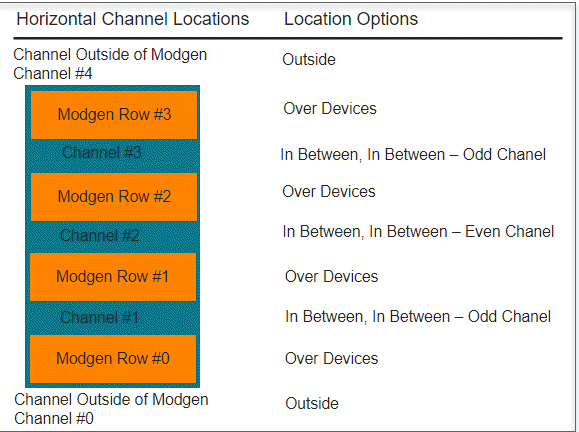 Horizontal Channel Locations Location Options
Channel Outside of Modgen
Channel #4
Outside
Modgen Row #3
Over Devices
Channel #3
In Between, In Between – Odd Chanel
Modgen Row #2
Over Devices
Channel #2
In Between, In Between – Even Chanel
Modgen Row #1
Over Devices
Channel #1
In Between, In Between – Odd Chanel
Modgen Row #0
Over Devices
Channel Outside of Modgen
Channel #0
Outside